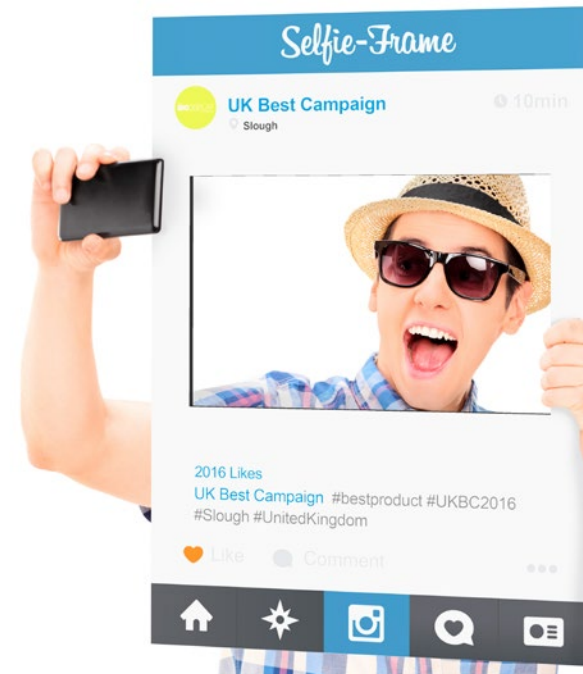 Selfie-Frame
UK Best Campaign
10min
Slough
2016 Likes
UK Best Campaign #bestproduct #UKBC2016
#Slough #UnitedKingdom
Like Comment